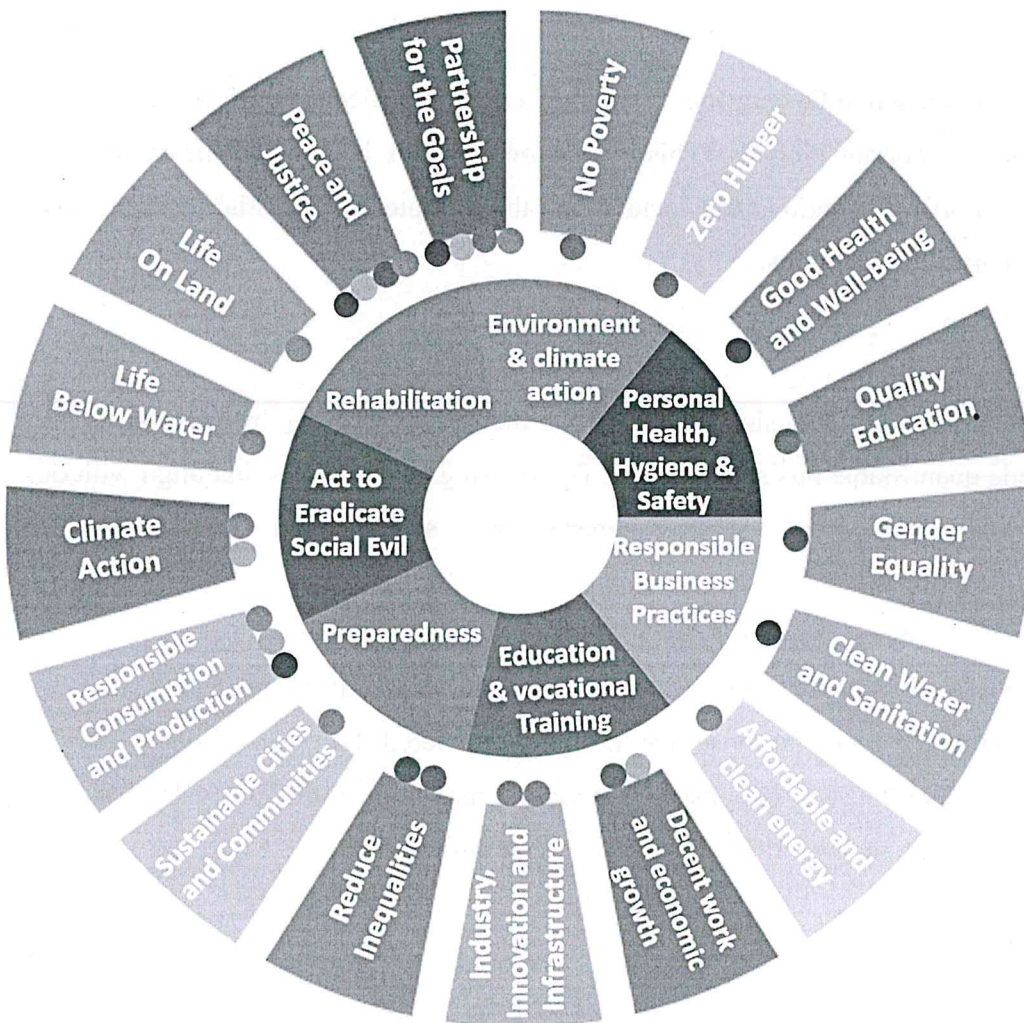 No Poverty
Zero Hunger
Good Health
and Well-Being
Quality
Education
Gender
Equality
Clean Water
and Sanitation
Affordable and
clean energy
Decent work
and economic
growth
Industry,
Innovation and
Infrastructure
Reduce
Inequalities
Sustainable Cities
and Communities
Responsible
Consumption
and Production
Climate
Action
Life
Below Water
Life
On Land
Peace and
Justice
Partnership
for the Goals
Environment
& climate
action
Personal
Health,
Hygiene &
Safety
Responsible
Business
Practices
Education
& vocational
Training
Preparedness
Act to
Eradicate
Social Evil
Rehabilitation